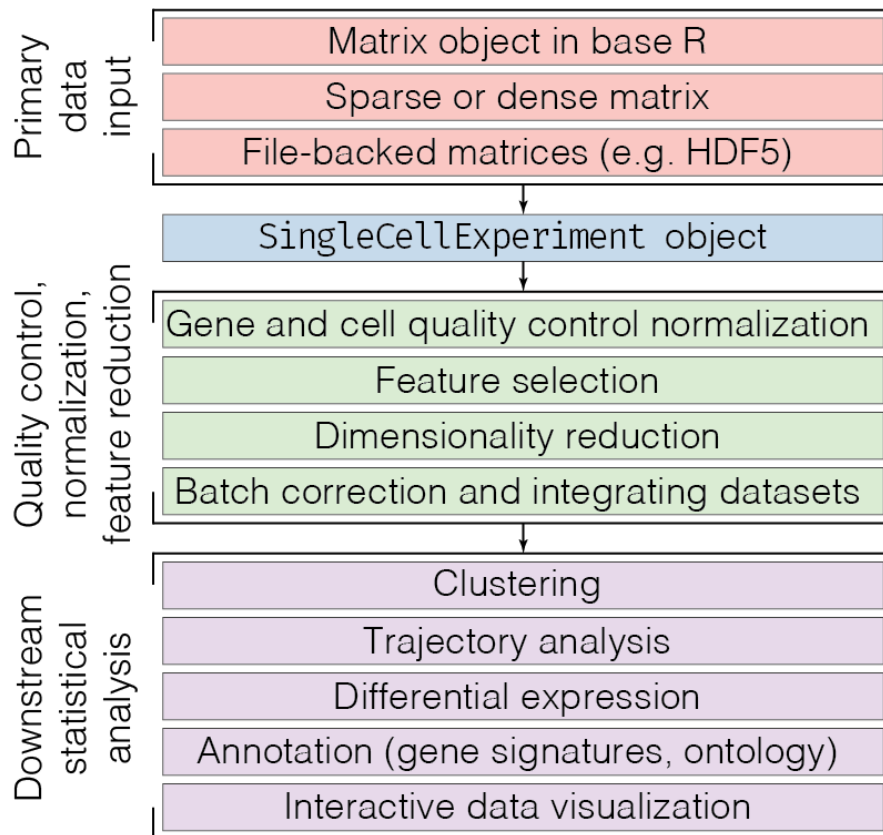 Primary
data
input
Matrix object in base R
Sparse or dense matrix
File-backed matrices (e.g. HDF5)
SingleCellExperiment object
Quality control,
normalization,
feature reduction
Gene and cell quality control normalization
Feature selection
Dimensionality reduction
Batch correction and integrating datasets
Downstream
statistical
analysis
Clustering
Trajectory analysis
Differential expression
Annotation (gene signatures, ontology)
Interactive data visualization